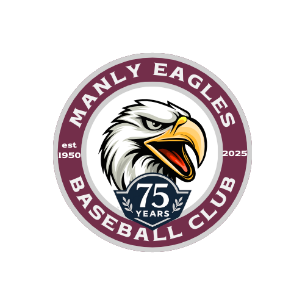 MANLY EAGLES
est
1950
2025
75
YEARS
BASEBALL CLUB